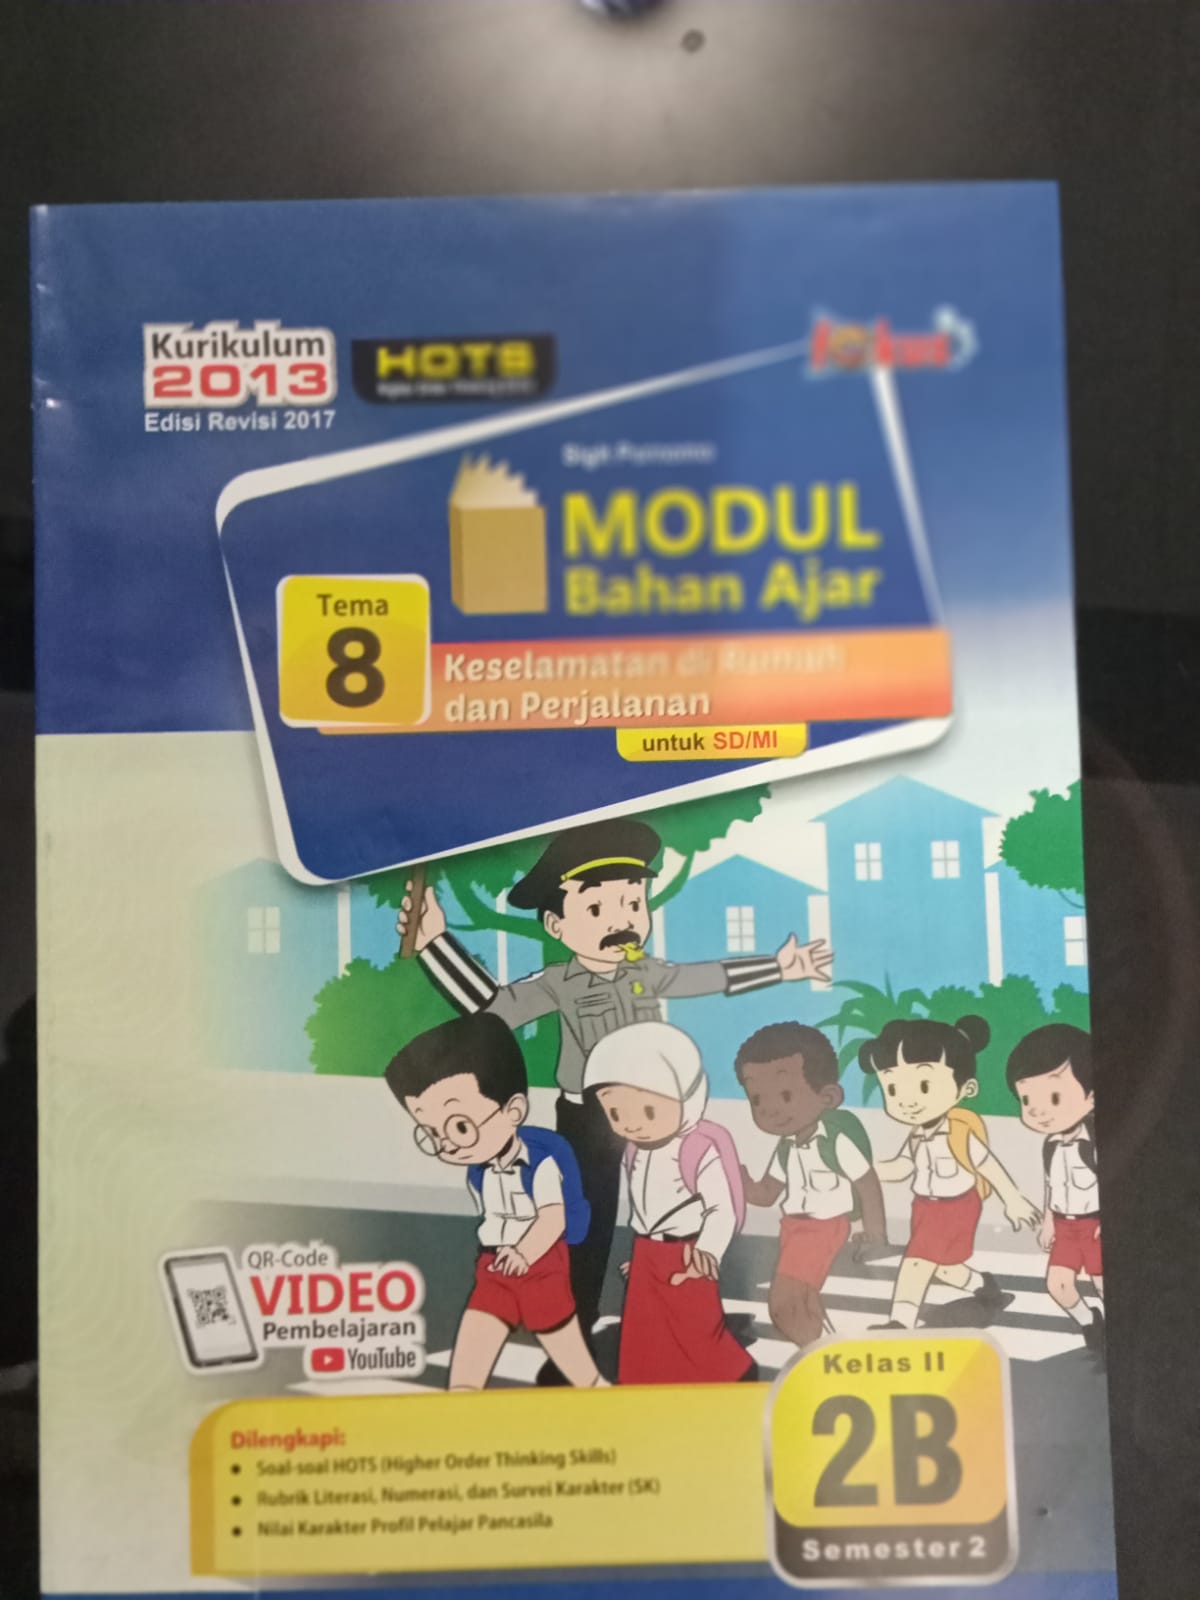 Kurikulum
2013
Edisi Revisi 2017
HOTS
fokus
MODUL
Bahan Ajar
Tema
8
Keselamatan di Rumah
dan Perjalanan
untuk SD/MI
QR-Code
VIDEO
Pembelajaran
YouTube
Dilengkapi:
• Soal-soal HOTS (Higher Order Thinking Skills)
• Rubrik Literasi, Numerasi, dan Survei Karakter (SK)
• Nilai Karakter Profil Pelajar Pancasila
Kelas II
2B
Semester 2